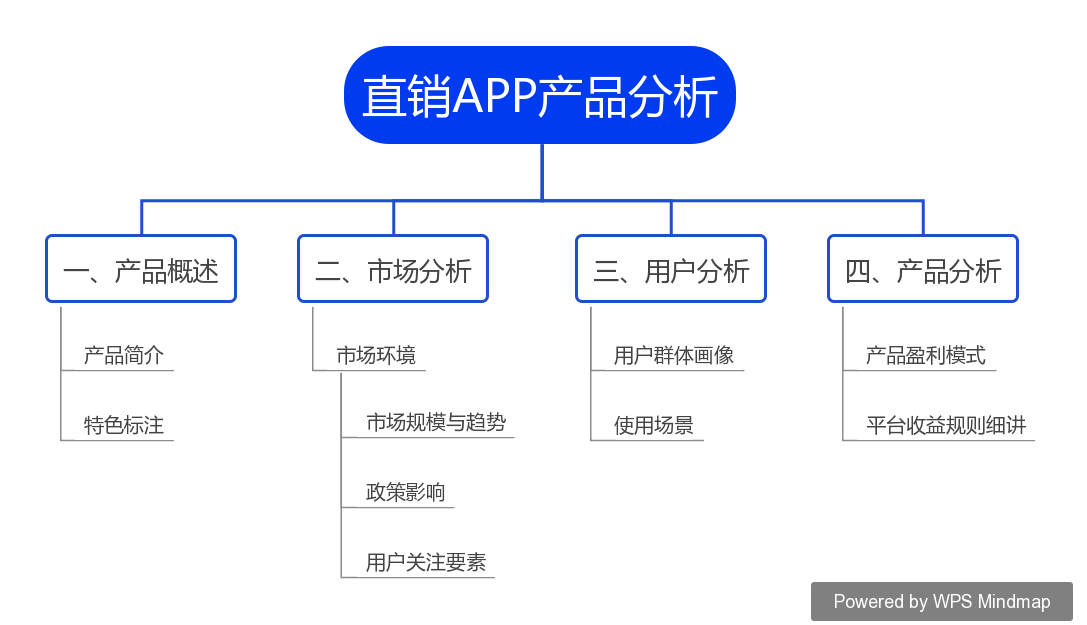 直销APP产品分析
一、产品概述
产品简介
特色标注
二、市场分析
市场环境
市场规模与趋势
政策影响
用户关注要素
三、用户分析
用户群体画像
使用场景
四、产品分析
产品盈利模式
平台收益规则细讲
Powered by WPS Mindmap